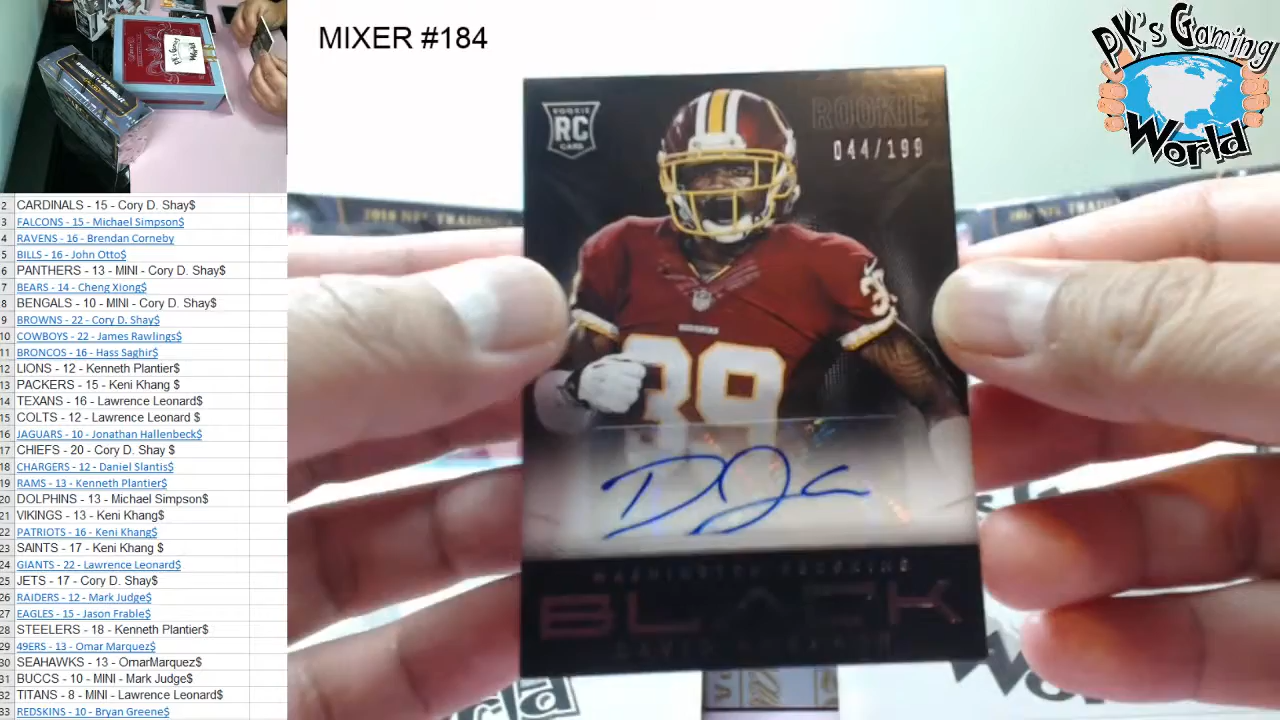 MIXER #184
PK's Gaming
World
ROOKIE
RC
CARD
ROOKIE
044/199
39
39
REDSKINS
WASHINGTON REDSKINS
BLACK
DAVID
2 CARDINALS - 15 - Cory D. Shay$
3 FALCONS - 15 - Michael Simpson$
4 RAVENS - 16 - Brendan Corneby
5 BILLS - 16 - John Otto$
6 PANTHERS - 13 - MINI - Cory D. Shay$
7 BEARS - 14 - Cheng Xiong$
8 BENGALS - 10 - MINI - Cory D. Shay$
9 BROWNS - 22 - Cory D. Shay$
10 COWBOYS - 22 - James Rawlings$
11 BRONCOS - 16 - Hass Saghir$
12 LIONS - 12 - Kenneth Plantier$
13 PACKERS - 15 - Keni Khang $
14 TEXANS - 16 - Lawrence Leonard$
15 COLTS - 12 - Lawrence Leonard $
16 JAGUARS - 10 - Jonathan Hallenbeck$
17 CHIEFS - 20 - Cory D. Shay $
18 CHARGERS - 12 - Daniel Slantis$
19 RAMS - 13 - Kenneth Plantier$
20 DOLPHINS - 13 - Michael Simpson$
21 VIKINGS - 13 - Keni Khang$
22 PATRIOTS - 16 - Keni Khang$
23 SAINTS - 17 - Keni Khang $
24 GIANTS - 22 - Lawrence Leonard$
25 JETS - 17 - Cory D. Shay$
26 RAIDERS - 12 - Mark Judge$
27 EAGLES - 15 - Jason Frable$
28 STEELERS - 18 - Kenneth Plantier$
29 49ERS - 13 - Omar Marquez$
30 SEAHAWKS - 13 - OmarMarquez$
31 BUCCS - 10 - MINI - Mark Judge$
32 TITANS - 8 - MINI - Lawrence Leonard$
33 REDSKINS - 10 - Bryan Greene$